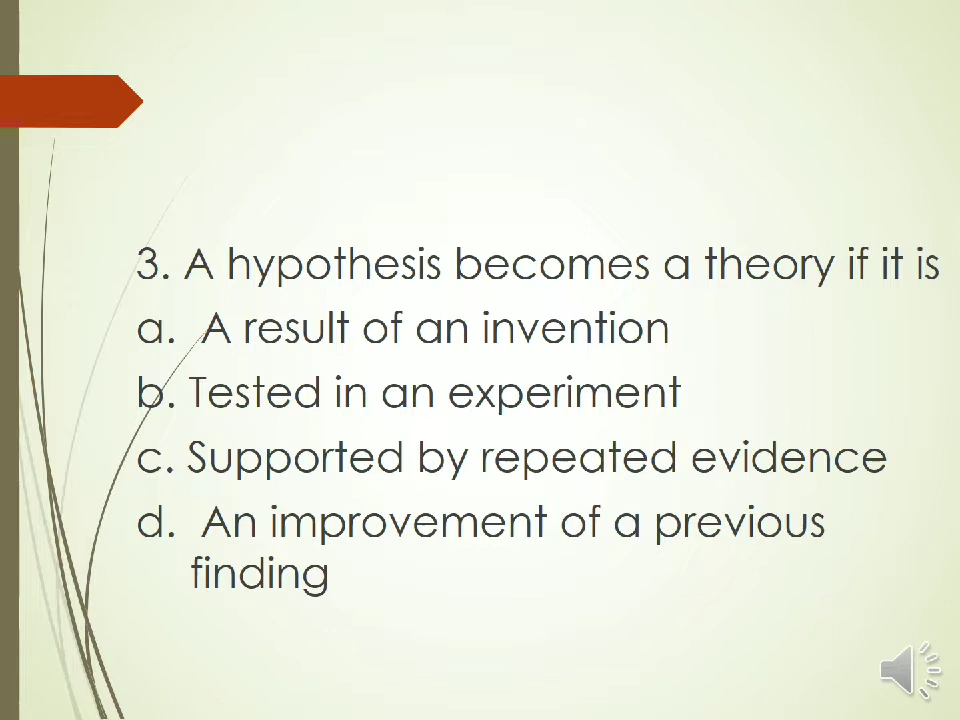 3. A hypothesis becomes a theory if it is
a. A result of an invention
b. Tested in an experiment
c. Supported by repeated evidence
d. An improvement of a previous
finding